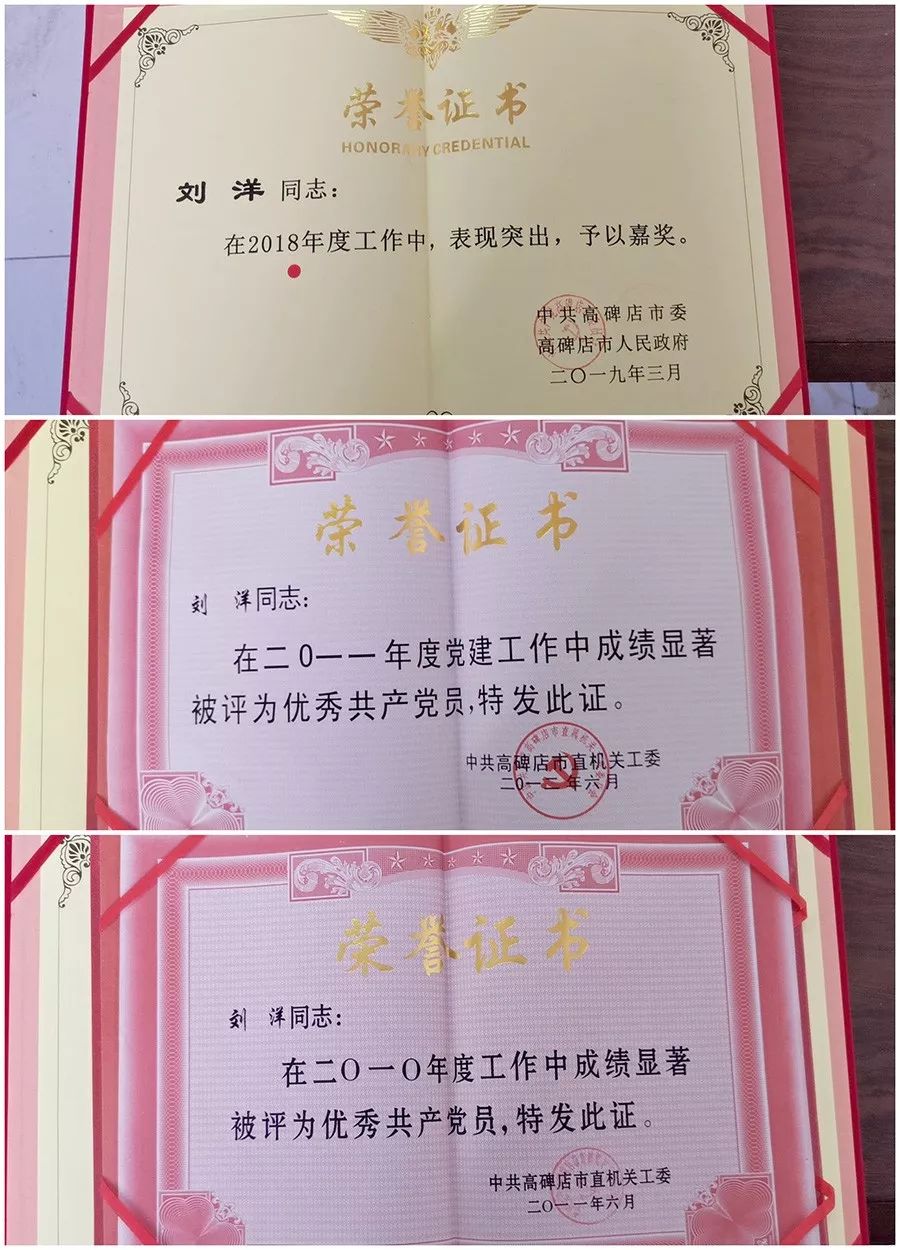 荣誉证书
HONORARY CREDENTIAL
刘 洋 同志：
在2018年度工作中，表现突出，予以嘉奖。
中共高碑店市委
高碑店市人民政府
二〇一九年三月
荣誉证书
刘 洋同志：
在二0一一年度党建工作中成绩显著
被评为优秀共产党员，特发此证。
中共高碑店市直机关工委
二〇一二年六月
荣誉证书
刘 洋同志：
在二〇一〇年度工作中成绩显著
被评为优秀共产党员，特发此证。
中共高碑店市直机关工委
二〇一一年六月